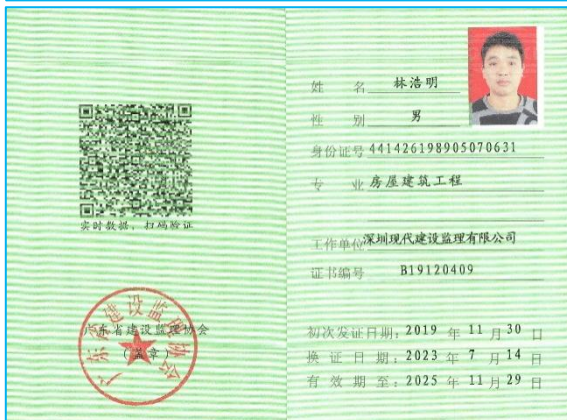 实时数据，扫码验证
广东省建设监理协会
广东省建设监理协会
（盖章）
姓 名 林浩明
性 别 男
身份证号 441426198905070631
专 业 房屋建筑工程
工作单位 深圳现代建设监理有限公司
证书编号 B19120409
初次发证日期：2019 年 11 月 30 日
换 证 日 期：2023 年 7 月 14 日
有 效 期 至：2025 年 11 月 29 日